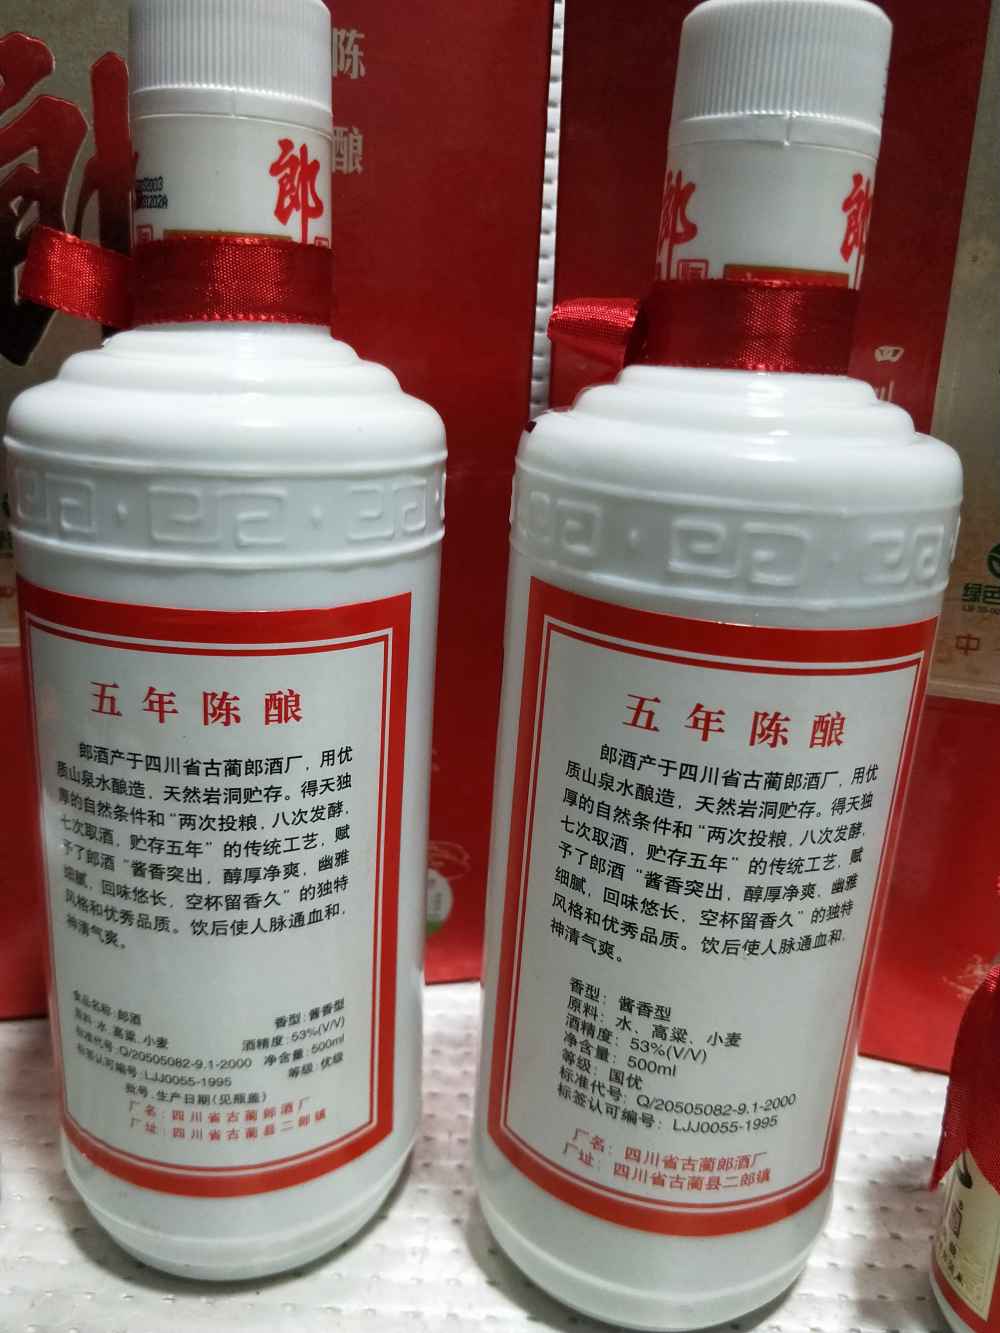 陈
酿
郎
01202A
五年陈酿
郎酒产于四川省古蔺郎酒厂，用优
质山泉水酿造，天然岩洞贮存。得天独
厚的自然条件和“两次投粮，八次发酵，
七次取酒，贮存五年”的传统工艺，赋
予了郎酒“酱香突出，醇厚净爽，幽雅
细腻，回味悠长，空杯留香久”的独特
风格和优秀品质。饮后使人脉通血和，
神清气爽。
食品名称：郎酒 香型：酱香型
原料：水、高粱、小麦 酒精度：53%(V/V)
标准代号：Q/20505082-9.1-2000 净含量：500ml
标签认可编号：LJJ0055-1995 等级：优级
批号、生产日期(见瓶盖)
厂名：四川省古蔺郎酒厂
厂址：四川省古蔺县二郎镇
郎
郎
五年陈酿
郎酒产于四川省古蔺郎酒厂，用优
质山泉水酿造，天然岩洞贮存。得天独
厚的自然条件和“两次投粮，八次发酵，
七次取酒，贮存五年”的传统工艺，赋
予了郎酒“酱香突出，醇厚净爽，幽雅
细腻，回味悠长，空杯留香久”的独特
风格和优秀品质。饮后使人脉通血和，
神清气爽。
香型：酱香型
原料：水、高粱、小麦
酒精度：53%(V/V)
净含量：500ml
等级：国优
标准代号：Q/20505082-9.1-2000
标签认可编号：LJJ0055-1995
厂名：四川省古蔺郎酒厂
厂址：四川省古蔺县二郎镇
绿色
中